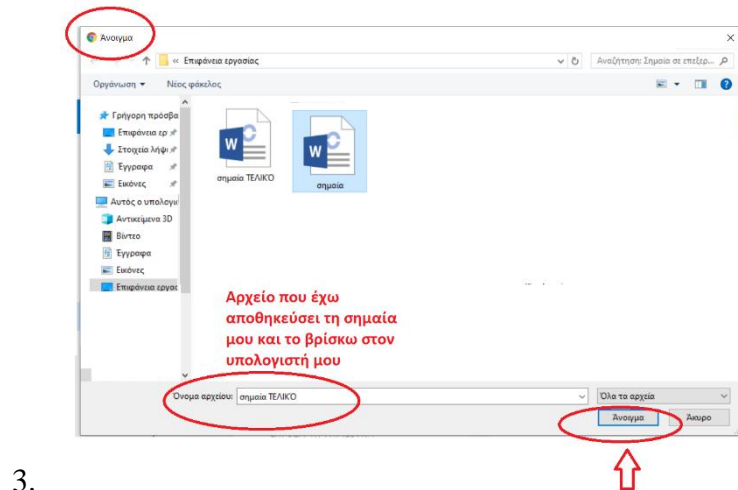 Άνοιγμα
« Επιφάνεια εργασίας
Αναζήτηση: Σημαία σε επεξερ...
Οργάνωση
Νέος φάκελος
Γρήγορη πρόσβα
Επιφάνεια ερ
Στοιχεία λήψ
Έγγραφα
Εικόνες
Αυτός ο υπολογι
Αντικείμενα 3D
Βίντεο
Έγγραφα
Εικόνες
Επιφάνεια εργασ
W
σημαία ΤΕΛΙΚΟ
W
σημαία
Αρχείο που έχω
αποθηκεύσει τη σημαία
μου και το βρίσκω στον
υπολογιστή μου
Όνομα αρχείου: σημαία ΤΕΛΙΚΟ
Όλα τα αρχεία
Άνοιγμα
Άκυρο
3.